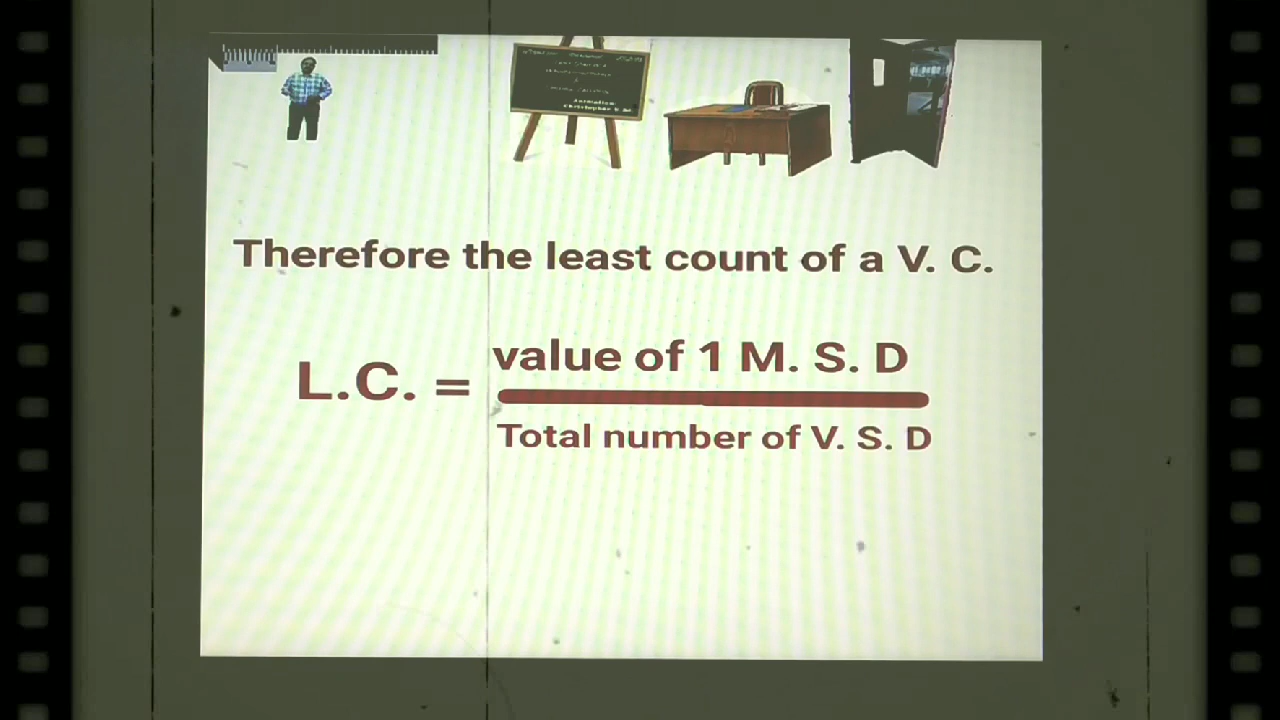 Therefore the least count of a V. C.
L.C. =
value of 1 M. S. D
Total number of V. S. D